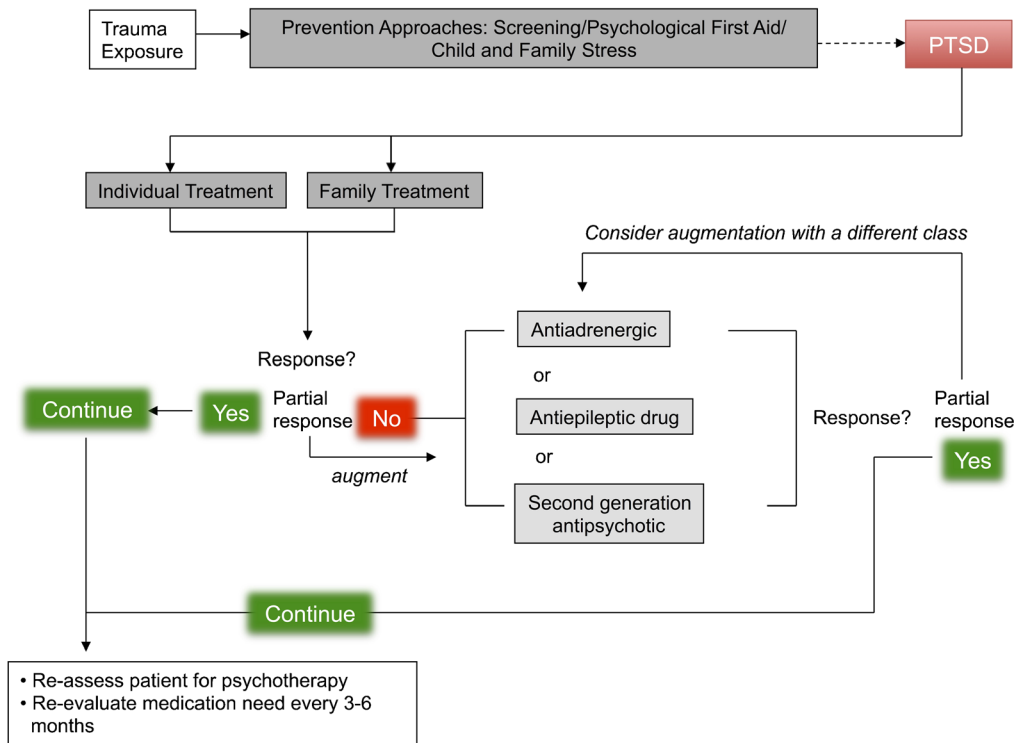 Trauma
Exposure
Prevention Approaches: Screening/Psychological First Aid/
Child and Family Stress
PTSD
Individual Treatment
Family Treatment
Consider augmentation with a different class
Antiadrenergic
Response?
or
Continue
Yes
Partial
response
No
Antiepileptic drug
Response?
Partial
response
or
augment
Yes
Second generation
antipsychotic
Continue
• Re-assess patient for psychotherapy
• Re-evaluate medication need every 3-6
months